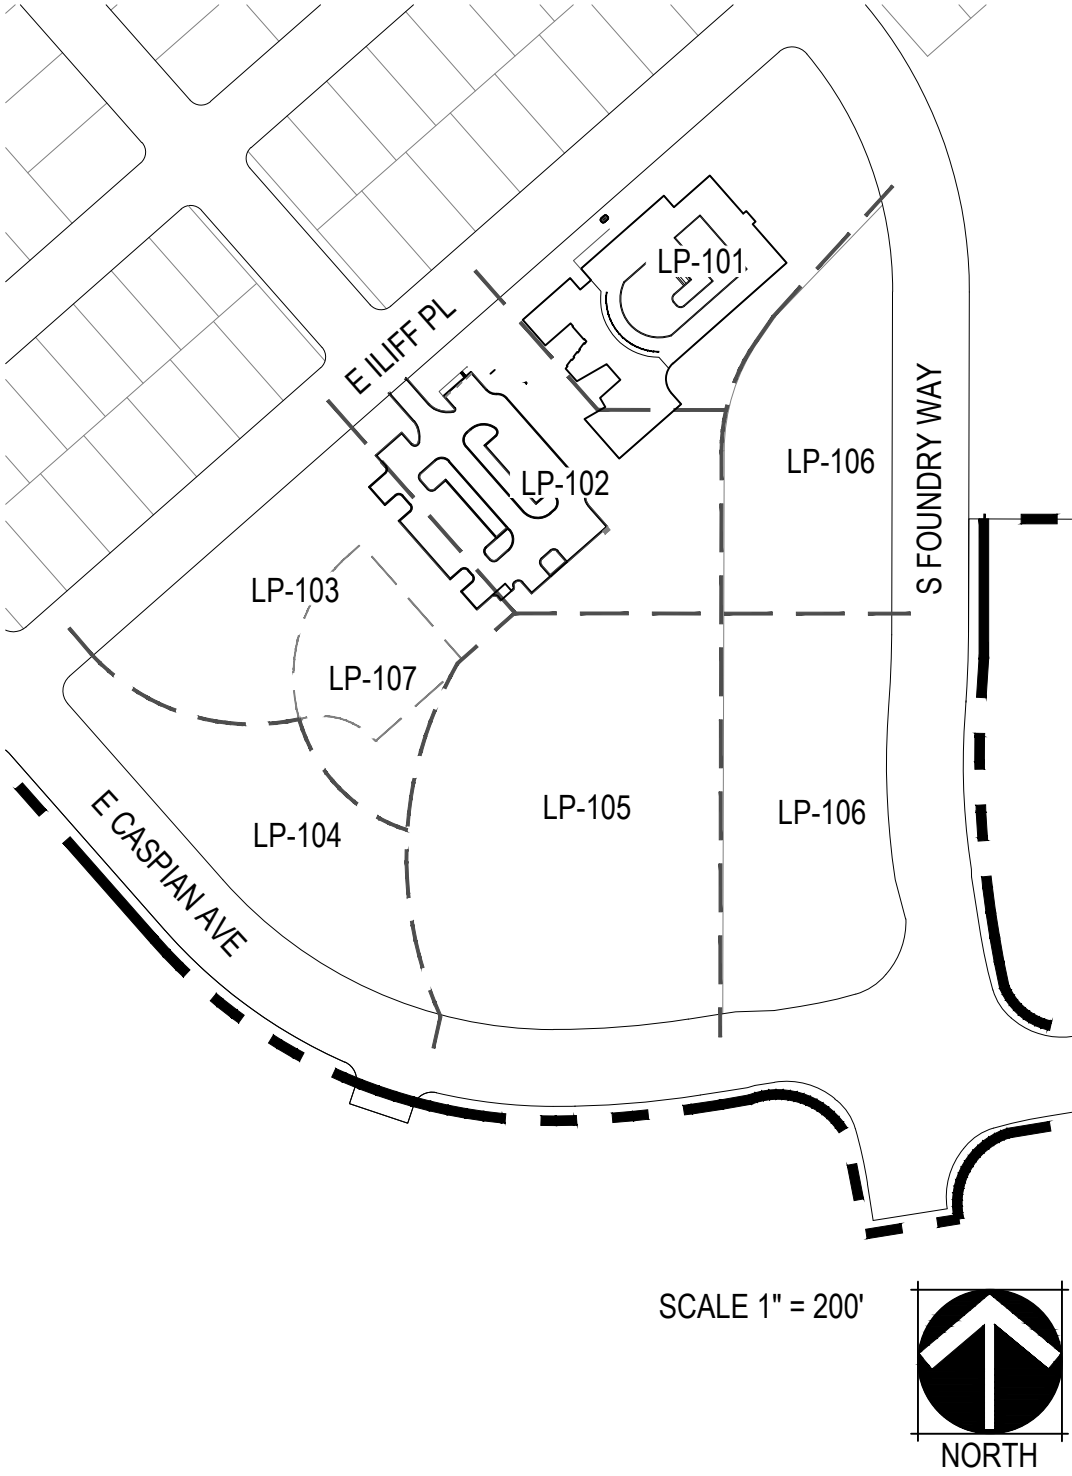 LP-101
E ILIFF PL
LP-106
S FOUNDRY WAY
LP-102
LP-103
LP-107
LP-105
LP-106
LP-104
E CASPIAN AVE
SCALE 1" = 200'
NORTH